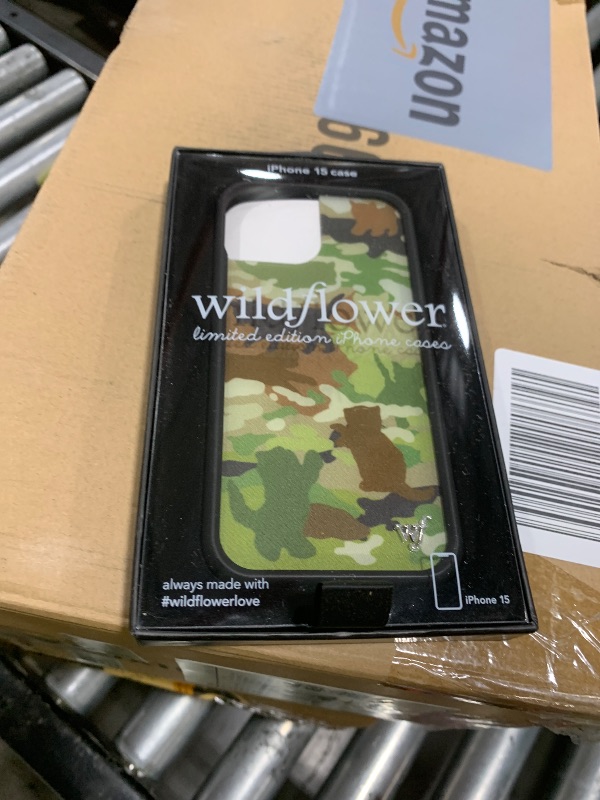 amazon
iPhone 15 case
wildflower
limited edition iPhone cases
always made with
#wildflowerlove
iPhone 15